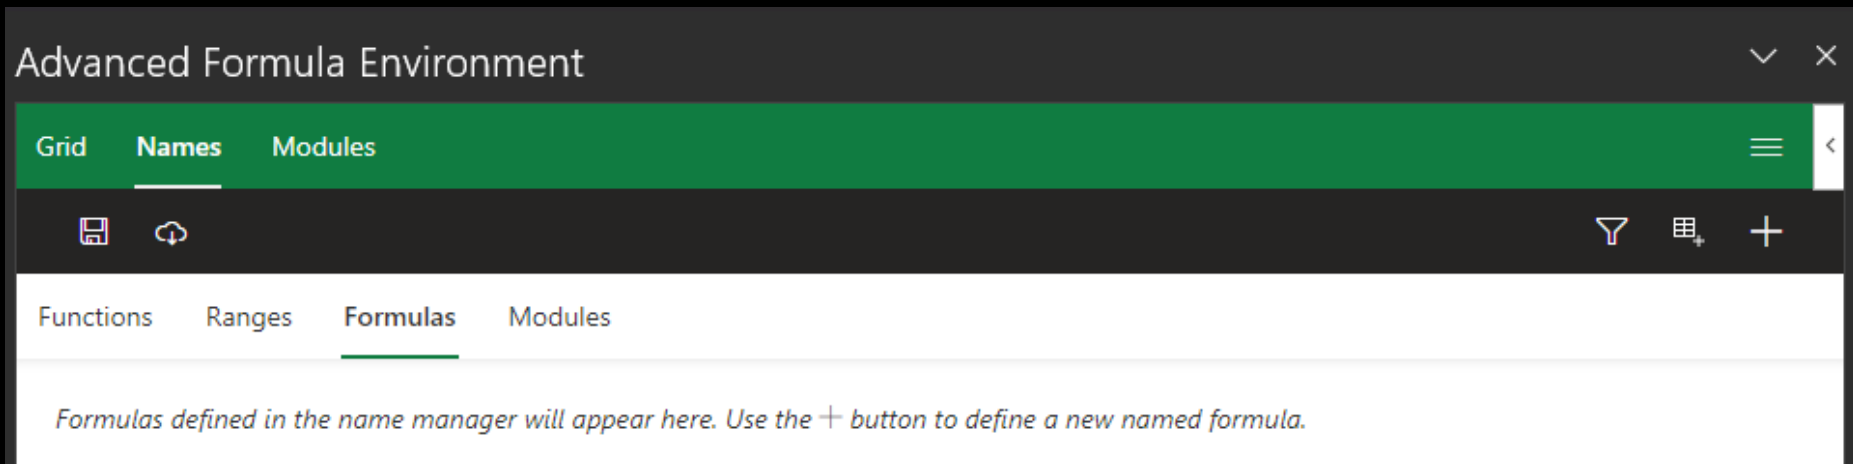 Advanced Formula Environment
Grid Names Modules
Functions Ranges Formulas Modules
Formulas defined in the name manager will appear here. Use the + button to define a new named formula.